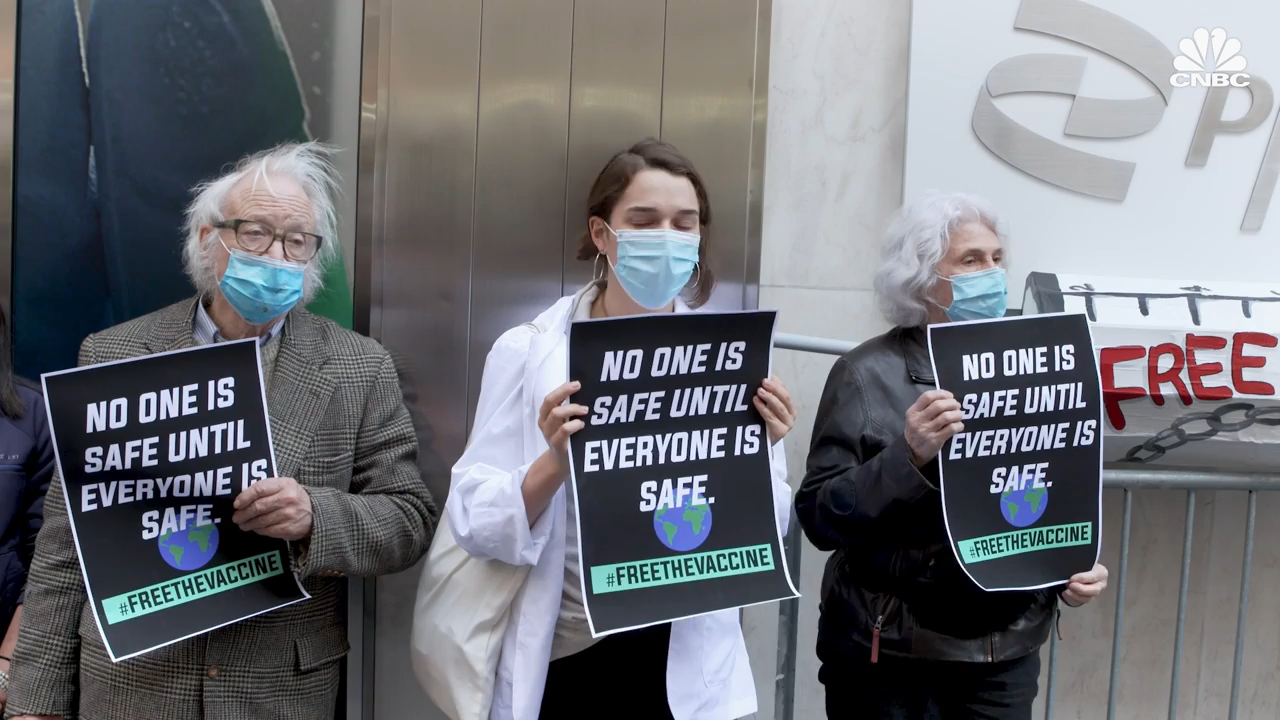 CNBC
P
NO ONE IS
SAFE UNTIL
EVERYONE IS
SAFE.
#FREETHEVACCINE
NO ONE IS
SAFE UNTIL
EVERYONE IS
SAFE.
#FREETHEVACCINE
NO ONE IS
SAFE UNTIL
EVERYONE IS
SAFE.
#FREETHEVACCINE
FREE